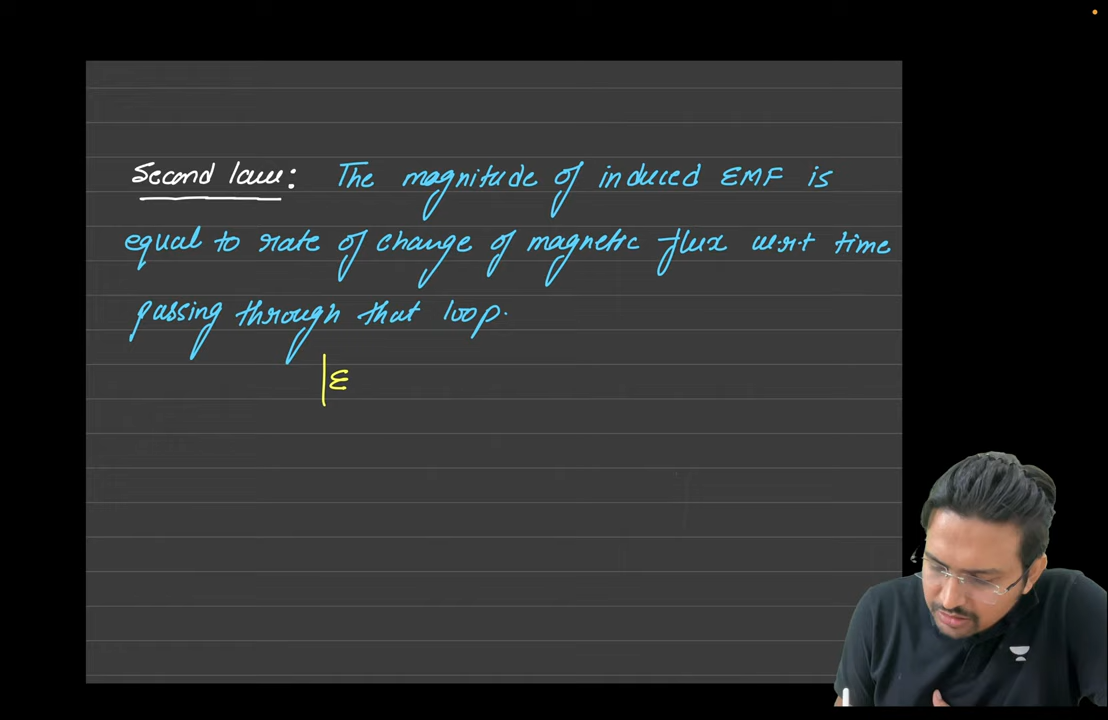 Second law: The magnitude of induced EMF is
equal to rate of change of magnetic flux w.r.t time
passing through that loop.
|ε